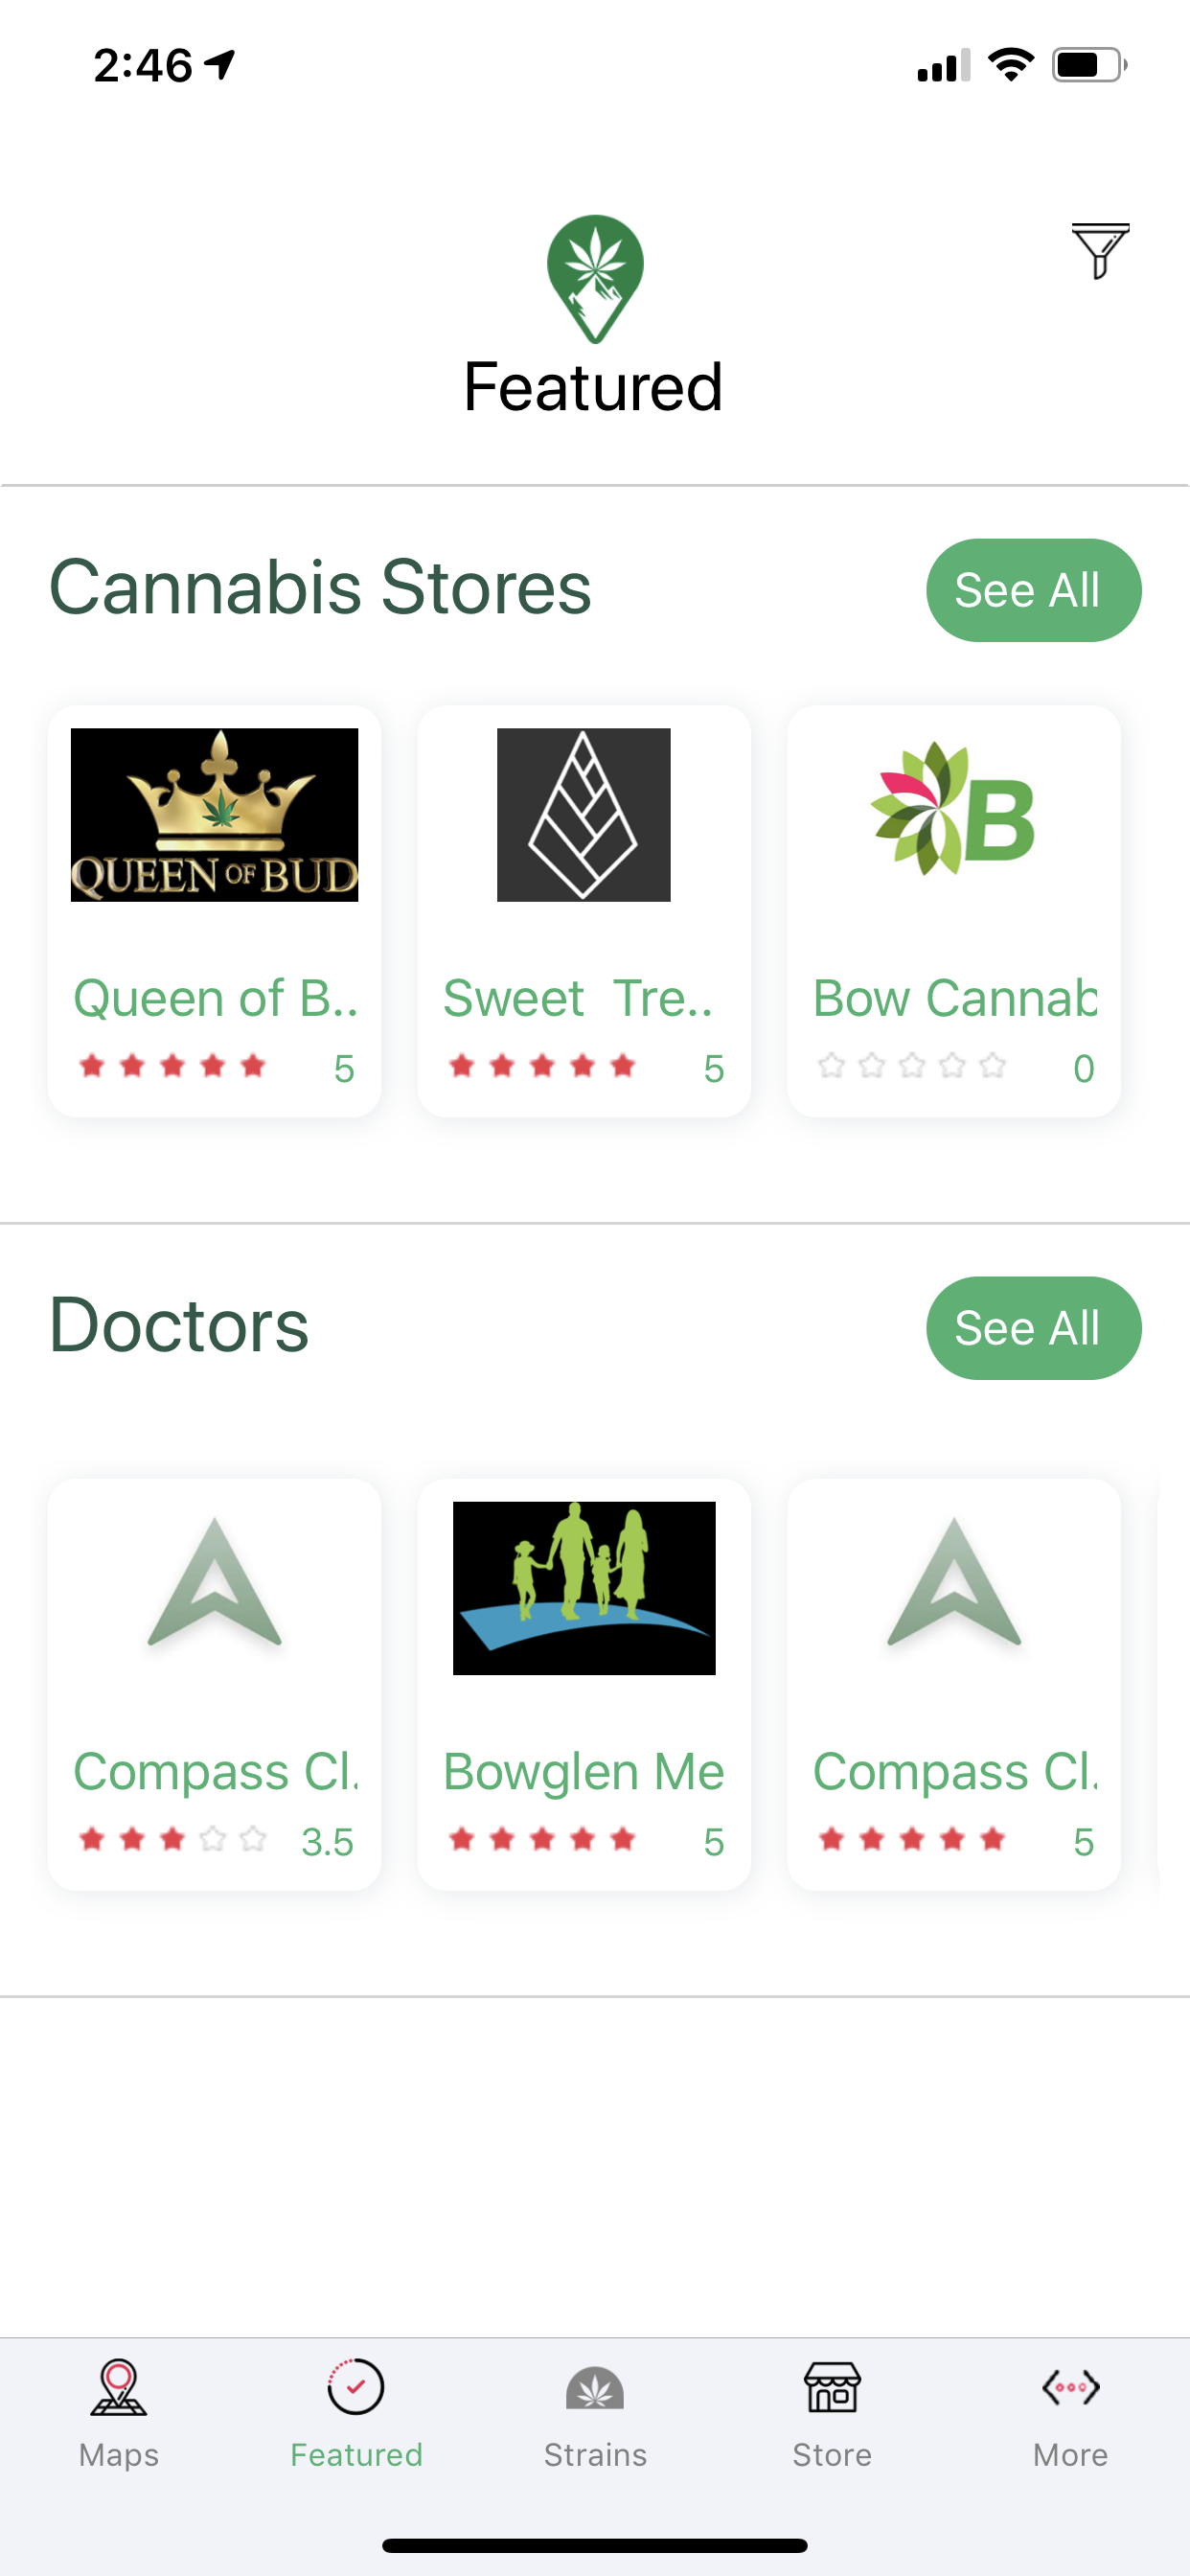 2:46
Featured
Cannabis Stores
See All
QUEEN OF BUD
B
Queen of B..
Sweet  Tre..
Bow Cannab
5
5
0
Doctors
See All
Compass Cl.
Bowglen Me
Compass Cl.
3.5
5
5
Maps
Featured
Strains
Store
More